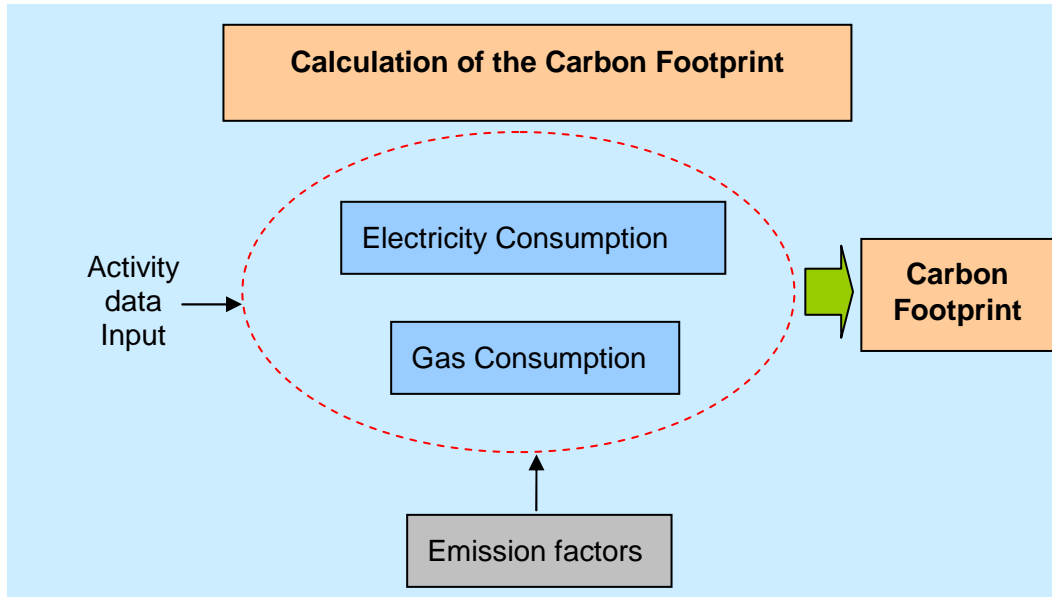 Calculation of the Carbon Footprint
Electricity Consumption
Activity
data
Input
Carbon
Footprint
Gas Consumption
Emission factors